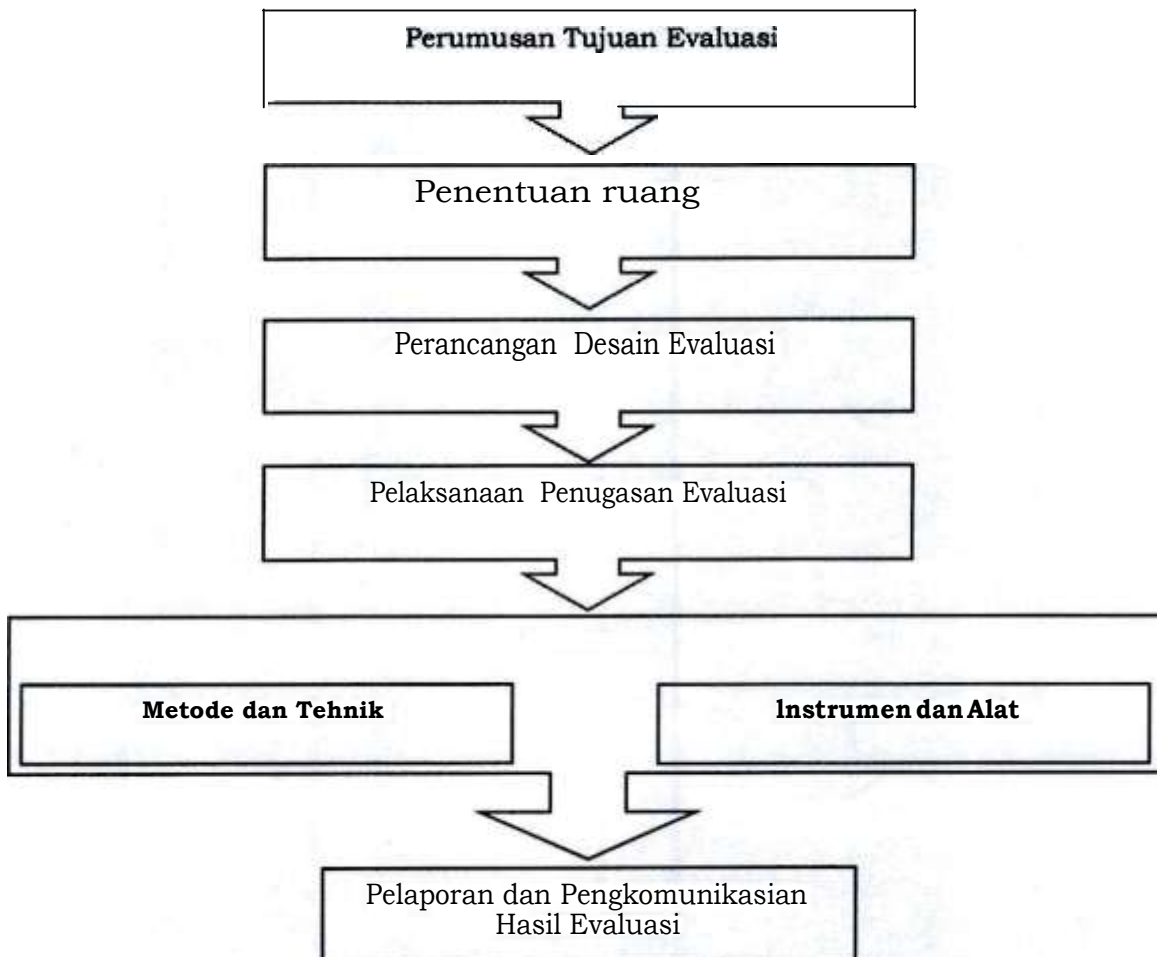 Perumusan Tujuan Evaluasi
Penentuan ruang
Perancangan Desain Evaluasi
Pelaksanaan Penugasan Evaluasi
Metode dan Tehnik
lnstrumen dan Alat
Pelaporan dan Pengkomunikasian
Hasil Evaluasi